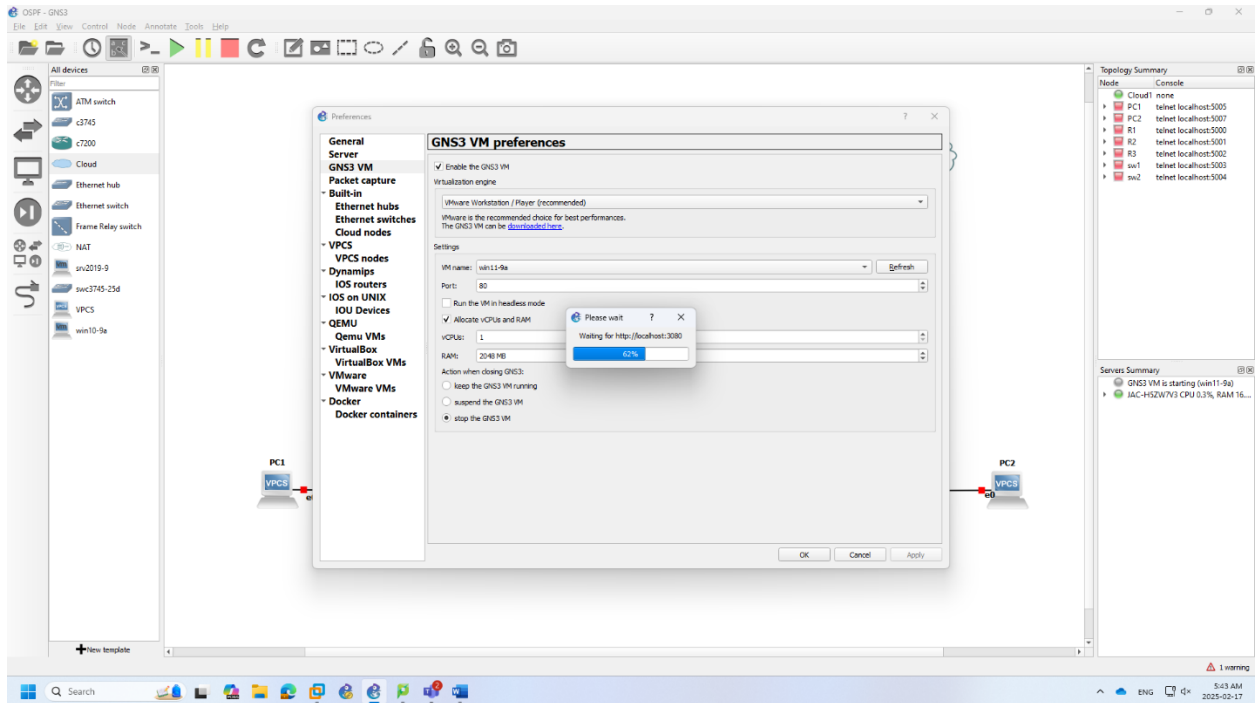 OSPF - GNS3
File Edit View Control Node Annotate Tools Help
All devices
Filter
ATM switch
c3745
c7200
Cloud
Ethernet hub
Ethernet switch
Frame Relay switch
NAT
srv2019-9
swc3745-25d
VPCS
win10-9a
New template
PC1
VPCS
Preferences
General
Server
GNS3 VM
Packet capture
Built-in
Ethernet hubs
Ethernet switches
Cloud nodes
VPCS
VPCS nodes
Dynamips
IOS routers
IOS on UNIX
IOU Devices
QEMU
Qemu VMs
VirtualBox
VirtualBox VMs
VMware
VMware VMs
Docker
Docker containers
GNS3 VM preferences
Enable the GNS3 VM
Virtualization engine
VMware Workstation / Player (recommended)
VMware is the recommended choice for best performances.
The GNS3 VM can be downloaded here.
Settings
VM name: win11-9a Refresh
Port: 80
Run the VM in headless mode
Allocate vCPUs and RAM
vCPUs: 1
RAM: 2048 MB
Action when closing GNS3:
keep the GNS3 VM running
suspend the GNS3 VM
stop the GNS3 VM
OK Cancel Apply
Please wait
Waiting for http://localhost:3080
62%
PC2
VPCS
e0
Topology Summary
Node Console
Cloud1 none
PC1 telnet localhost:5005
PC2 telnet localhost:5007
R1 telnet localhost:5000
R2 telnet localhost:5001
R3 telnet localhost:5002
sw1 telnet localhost:5003
sw2 telnet localhost:5004
Servers Summary
GNS3 VM is starting (win11-9a)
JAC-HSZW7V3 CPU 0.3%, RAM 16....
1 warning
Search
ENG
5:43 AM
2025-02-17